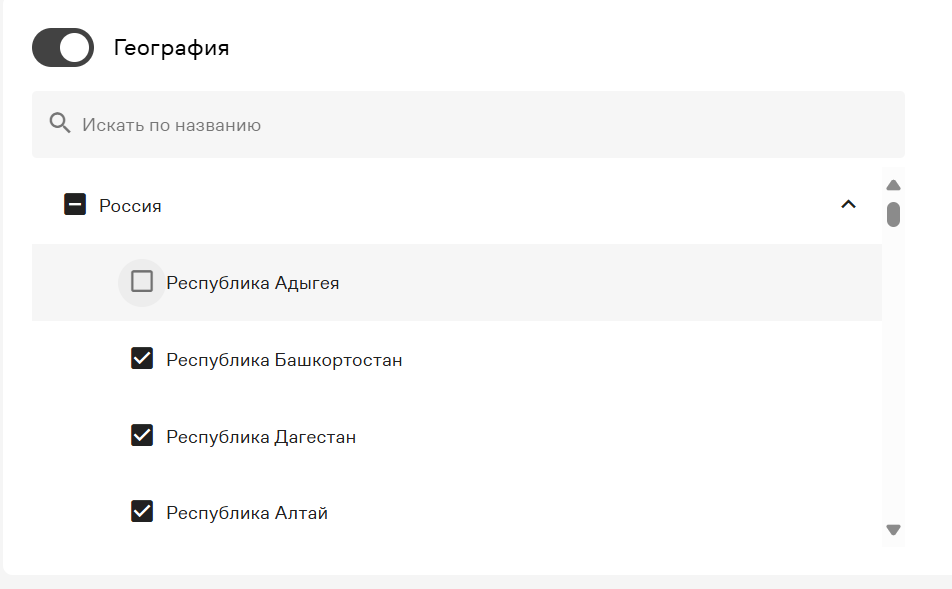 География
Искать по названию
Россия
Республика Адыгея
Республика Башкортостан
Республика Дагестан
Республика Алтай